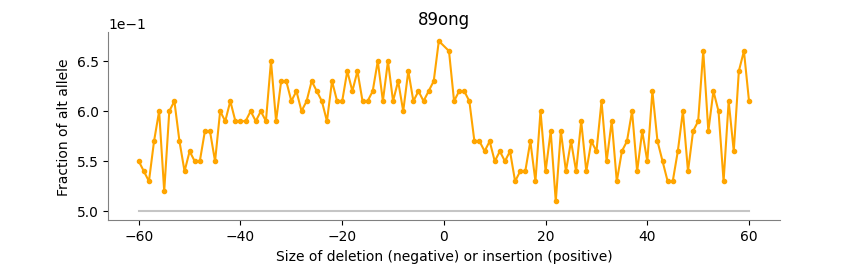 89ong
1e−1
Fraction of alt allele
6.5
6.0
5.5
5.0
−60
−40
−20
0
20
40
60
Size of deletion (negative) or insertion (positive)